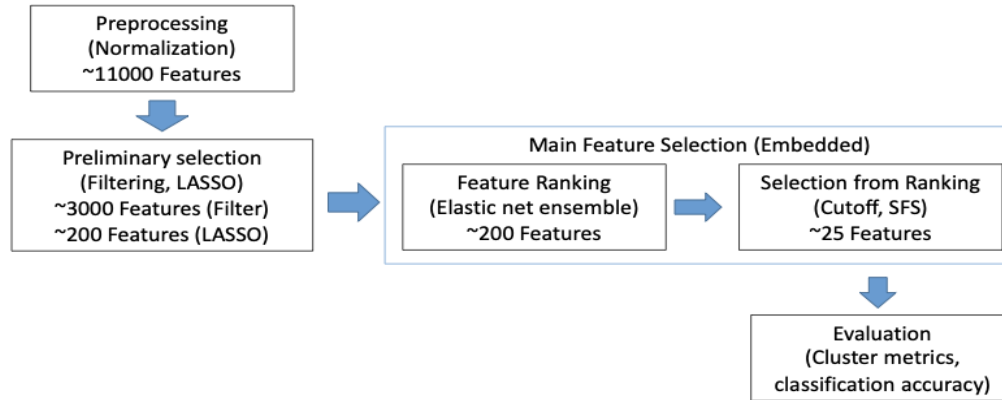 Preprocessing
(Normalization)
~11000 Features
Preliminary selection
(Filtering, LASSO)
~3000 Features (Filter)
~200 Features (LASSO)
Main Feature Selection (Embedded)
Feature Ranking
(Elastic net ensemble)
~200 Features
Selection from Ranking
(Cutoff, SFS)
~25 Features
Evaluation
(Cluster metrics,
classification accuracy)